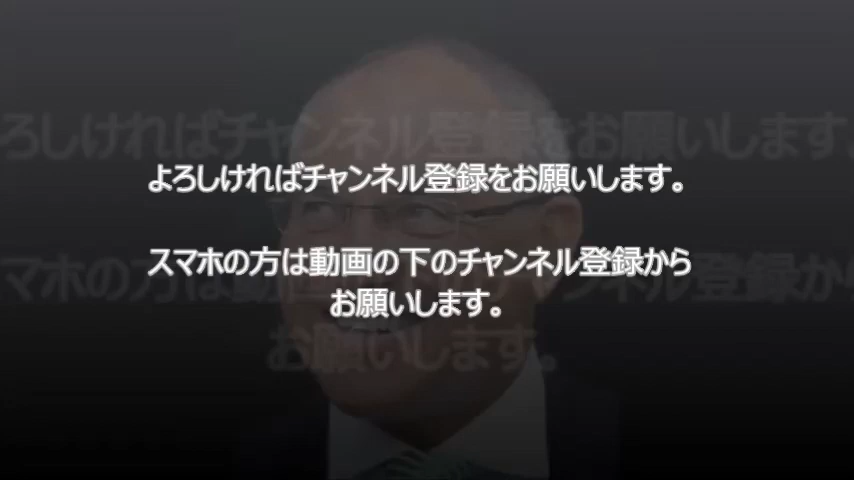 よろしければチャンネル登録をお願いします。
スマホの方は動画の下のチャンネル登録から
お願いします。